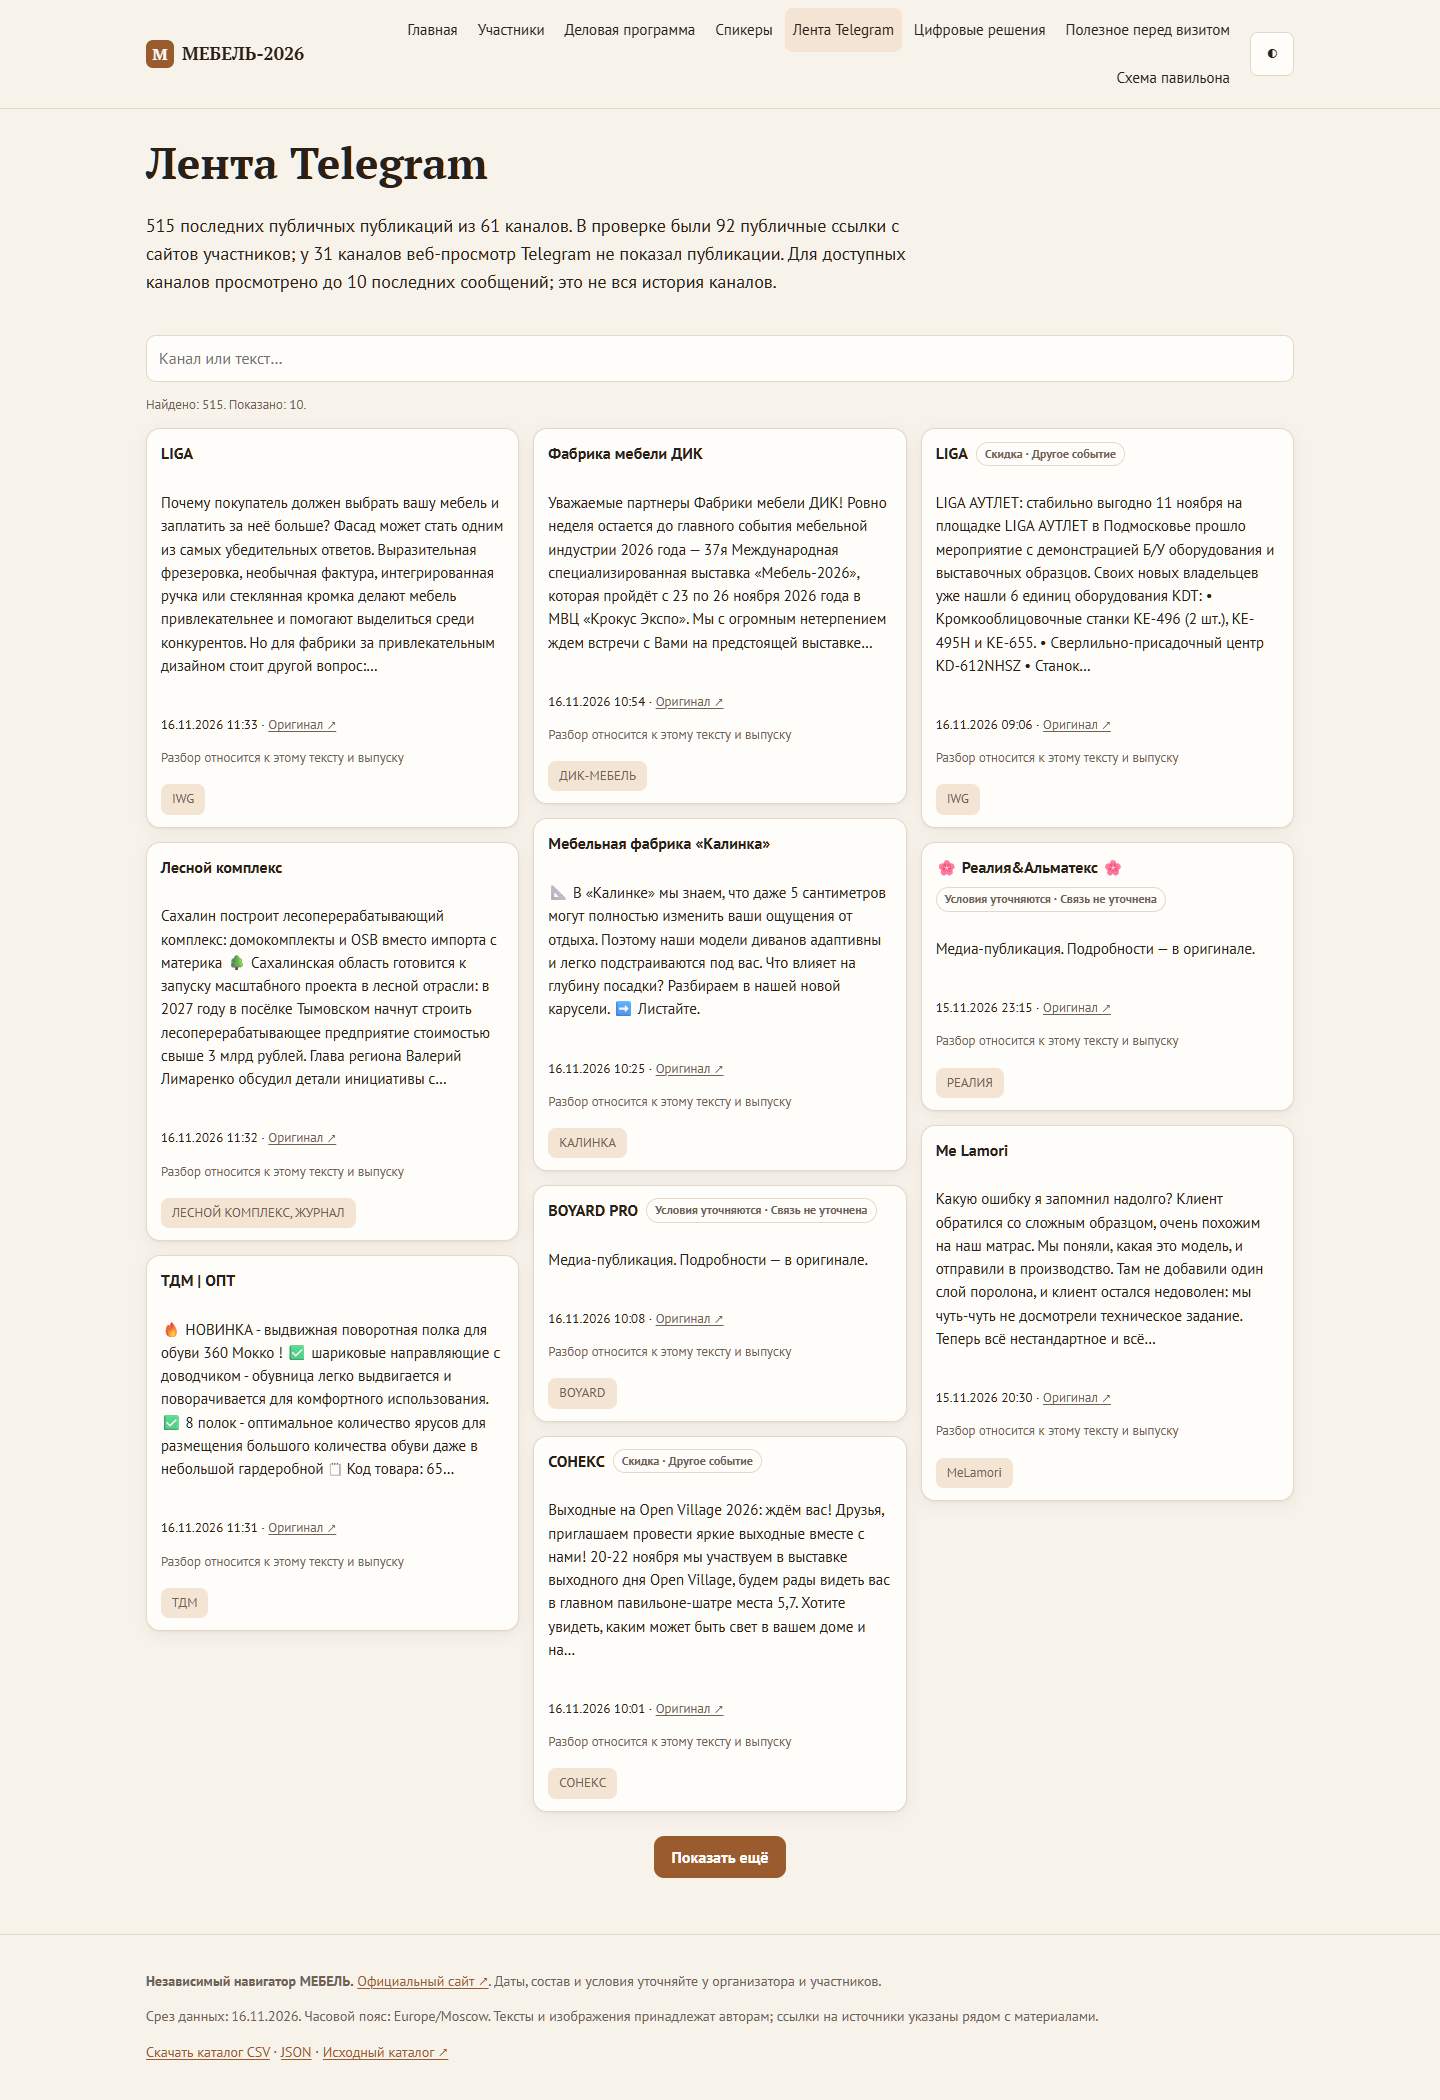 М МЕБЕЛЬ-2026
Главная Участники Деловая программа Спикеры Лента Telegram Цифровые решения Полезное перед визитом
Схема павильона
Лента Telegram
515 последних публичных публикаций из 61 каналов. В проверке были 92 публичные ссылки с
сайтов участников; у 31 каналов веб-просмотр Telegram не показал публикации. Для доступных
каналов просмотрено до 10 последних сообщений; это не вся история каналов.
Канал или текст...
Найдено: 515. Показано: 10.
LIGA
Почему покупатель должен выбрать вашу мебель и
заплатить за неё больше? Фасад может стать одним
из самых убедительных ответов. Выразительная
фрезеровка, необычная фактура, интегрированная
ручка или стеклянная кромка делают мебель
привлекательнее и помогают выделиться среди
конкурентов. Но для фабрики за привлекательным
дизайном стоит другой вопрос:...
16.11.2026 11:33 · Оригинал ↗
Разбор относится к этому тексту и выпуску
IWG
Лесной комплекс
Сахалин построит лесоперерабатывающий
комплекс: домокомплекты и OSB вместо импорта с
материка 🌳 Сахалинская область готовится к
запуску масштабного проекта в лесной отрасли: в
2027 году в посёлке Тымовском начнут строить
лесоперерабатывающее предприятие стоимостью
свыше 3 млрд рублей. Глава региона Валерий
Лимаренко обсудил детали инициативы с...
16.11.2026 11:32 · Оригинал ↗
Разбор относится к этому тексту и выпуску
ЛЕСНОЙ КОМПЛЕКС, ЖУРНАЛ
ТДМ | ОПТ
🔥 НОВИНКА - выдвижная поворотная полка для
обуви 360 Мокко ! ✅ шариковые направляющие с
доводчиком - обувница легко выдвигается и
поворачивается для комфортного использования.
✅ 8 полок - оптимальное количество ярусов для
размещения большого количества обуви даже в
небольшой гардеробной 📋 Код товара: 65...
16.11.2026 11:31 · Оригинал ↗
Разбор относится к этому тексту и выпуску
ТДМ
Фабрика мебели ДИК
Уважаемые партнеры Фабрики мебели ДИК! Ровно
неделя остается до главного события мебельной
индустрии 2026 года — 37я Международная
специализированная выставка «Мебель-2026»,
которая пройдёт с 23 по 26 ноября 2026 года в
МВЦ «Крокус Экспо». Мы с огромным нетерпением
ждем встречи с Вами на предстоящей выставке...
16.11.2026 10:54 · Оригинал ↗
Разбор относится к этому тексту и выпуску
ДИК-МЕБЕЛЬ
Мебельная фабрика «Калинка»
📐 В «Калинке» мы знаем, что даже 5 сантиметров
могут полностью изменить ваши ощущения от
отдыха. Поэтому наши модели диванов адаптивны
и легко подстраиваются под вас. Что влияет на
глубину посадки? Разбираем в нашей новой
карусели. ➡️ Листайте.
16.11.2026 10:25 · Оригинал ↗
Разбор относится к этому тексту и выпуску
КАЛИНКА
BOYARD PRO Условия уточняются · Связь не уточнена
Медиа-публикация. Подробности — в оригинале.
16.11.2026 10:08 · Оригинал ↗
Разбор относится к этому тексту и выпуску
BOYARD
СОНЕКС Скидка · Другое событие
Выходные на Open Village 2026: ждём вас! Друзья,
приглашаем провести яркие выходные вместе с
нами! 20-22 ноября мы участвуем в выставке
выходного дня Open Village, будем рады видеть вас
в главном павильоне-шатре места 5,7. Хотите
увидеть, каким может быть свет в вашем доме и
на...
16.11.2026 10:01 · Оригинал ↗
Разбор относится к этому тексту и выпуску
СОНЕКС
LIGA Скидка · Другое событие
LIGA АУТЛЕТ: стабильно выгодно 11 ноября на
площадке LIGA АУТЛЕТ в Подмосковье прошло
мероприятие с демонстрацией Б/У оборудования и
выставочных образцов. Своих новых владельцев
уже нашли 6 единиц оборудования KDT: •
Кромкооблицовочные станки KE-496 (2 шт.), KE-
495H и KE-655. • Сверлильно-присадочный центр
KD-612NHSZ • Станок...
16.11.2026 09:06 · Оригинал ↗
Разбор относится к этому тексту и выпуску
IWG
🌸 Реалия&Альматекс 🌸
Условия уточняются · Связь не уточнена
Медиа-публикация. Подробности — в оригинале.
15.11.2026 23:15 · Оригинал ↗
Разбор относится к этому тексту и выпуску
РЕАЛИЯ
Me Lamori
Какую ошибку я запомнил надолго? Клиент
обратился со сложным образцом, очень похожим
на наш матрас. Мы поняли, какая это модель, и
отправили в производство. Там не добавили один
слой поролона, и клиент остался недоволен: мы
чуть-чуть не досмотрели техническое задание.
Теперь всё нестандартное и всё...
15.11.2026 20:30 · Оригинал ↗
Разбор относится к этому тексту и выпуску
MeLamori
Показать ещё
Независимый навигатор МЕБЕЛЬ. Официальный сайт ↗. Даты, состав и условия уточняйте у организатора и участников.
Срез данных: 16.11.2026. Часовой пояс: Europe/Moscow. Тексты и изображения принадлежат авторам; ссылки на источники указаны рядом с материалами.
Скачать каталог CSV · JSON · Исходный каталог ↗